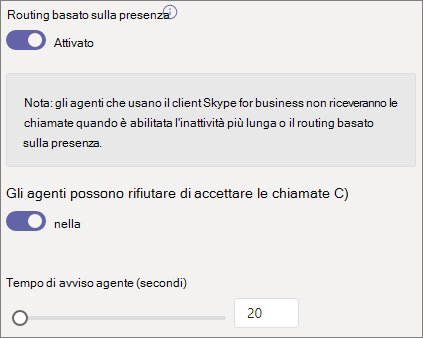 Routing basato sulla presenza
Attivato
Nota: gli agenti che usano il client Skype for business non riceveranno le
chiamate quando è abilitata l'inattività più lunga o il routing basato
sulla presenza.
Gli agenti possono rifiutare di accettare le chiamate C)
nella
Tempo di avviso agente (secondi)
20